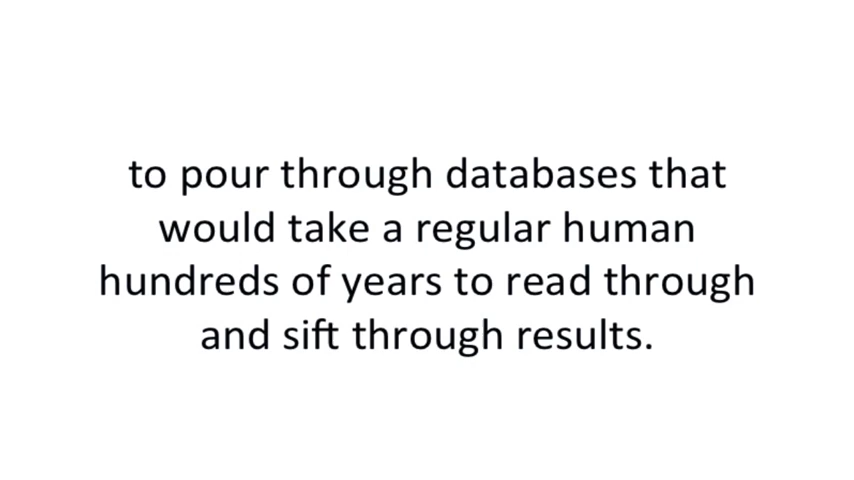 to pour through databases that
would take a regular human
hundreds of years to read through
and sift through results.